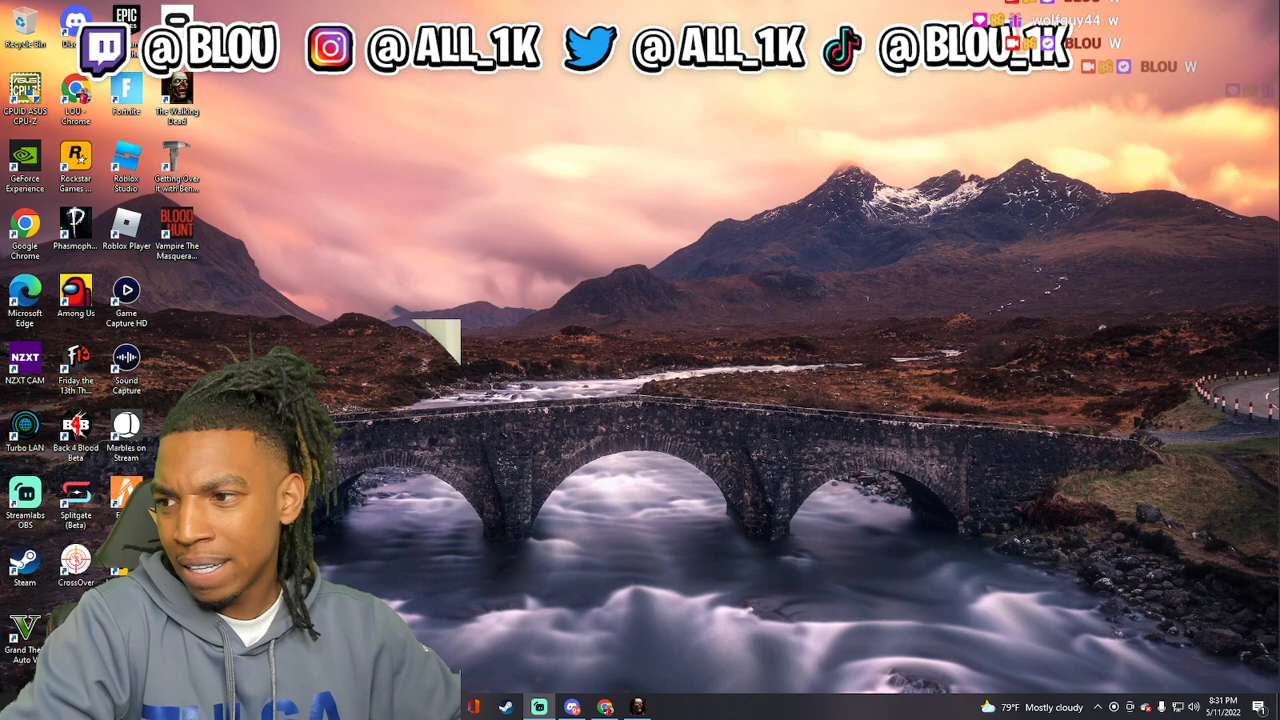 BLOU W
wolfguy44 w
BLOU W
BLOU W
@BLOU @ALL_1K @ALL_1K @BLOU_1K
EPIC
Recycle Bin
CPUID ASUS CPU-Z
LOU - Chrome
Fortnite
The Walking Dead
GeForce Experience
Rockstar Games ...
Roblox Studio
Getting Over It with Ben...
Google Chrome
Phasmoph...
Roblox Player
BLOOD HUNT
Vampire The Masquera...
Microsoft Edge
Among Us
Game Capture HD
NZXT
NZXT CAM
Friday the 13th Th...
Sound Capture
Turbo LAN
B4B
Back 4 Blood Beta
Marbles on Stream
Streamlabs OBS
Splitgate (Beta)
Steam
CrossOver
Grand The... Auto V
79°F Mostly cloudy
8:31 PM
5/11/2022